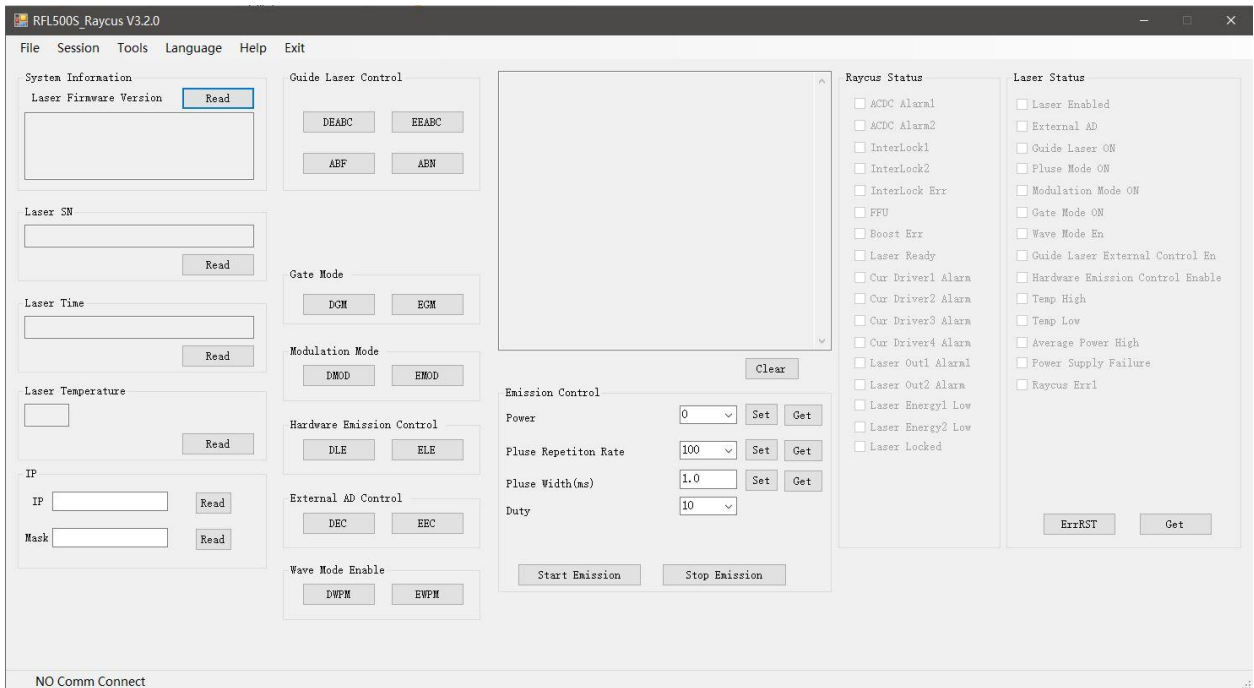 RFL500S_Raycus V3.2.0
File Session Tools Language Help Exit
System Information
Laser Firmware Version Read
Laser SN
Read
Laser Time
Read
Laser Temperature
Read
IP
IP Read
Mask Read
Guide Laser Control
DEABC EEABC
ABF ABN
Gate Mode
DGM EGM
Modulation Mode
DMOD EMOD
Hardware Emission Control
DLE ELE
External AD Control
DEC EEC
Wave Mode Enable
DWPM EWPM
Clear
Emission Control
Power 0 Set Get
Pluse Repetiton Rate 100 Set Get
Pluse Width(ms) 1.0 Set Get
Duty 10
Start Emission Stop Emission
Raycus Status
ACDC Alarm1
ACDC Alarm2
InterLock1
InterLock2
InterLock Err
FFU
Boost Err
Laser Ready
Cur Driver1 Alarm
Cur Driver2 Alarm
Cur Driver3 Alarm
Cur Driver4 Alarm
Laser Out1 Alarm1
Laser Out2 Alarm
Laser Energy1 Low
Laser Energy2 Low
Laser Locked
Laser Status
Laser Enabled
External AD
Guide Laser ON
Pluse Mode ON
Modulation Mode ON
Gate Mode ON
Wave Mode En
Guide Laser External Control En
Hardware Emission Control Enable
Temp High
Temp Low
Average Power High
Power Supply Failure
Raycus Err1
ErrRST Get
NO Comm Connect